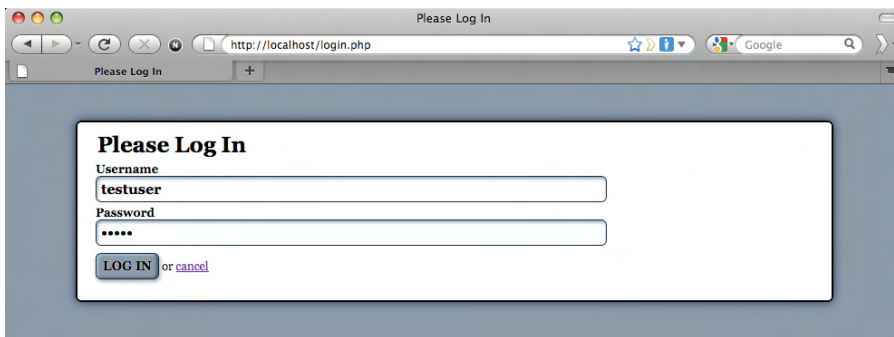 Please Log In
http://localhost/login.php
Google
Please Log In
+
Please Log In
Username
testuser
Password
•••••
LOG IN or cancel